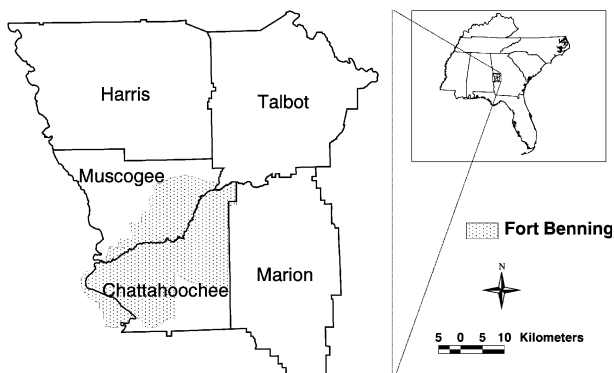 Harris
Talbot
Muscogee
Chattahoochee
Marion
Fort Benning
N
5 0 5 10 Kilometers